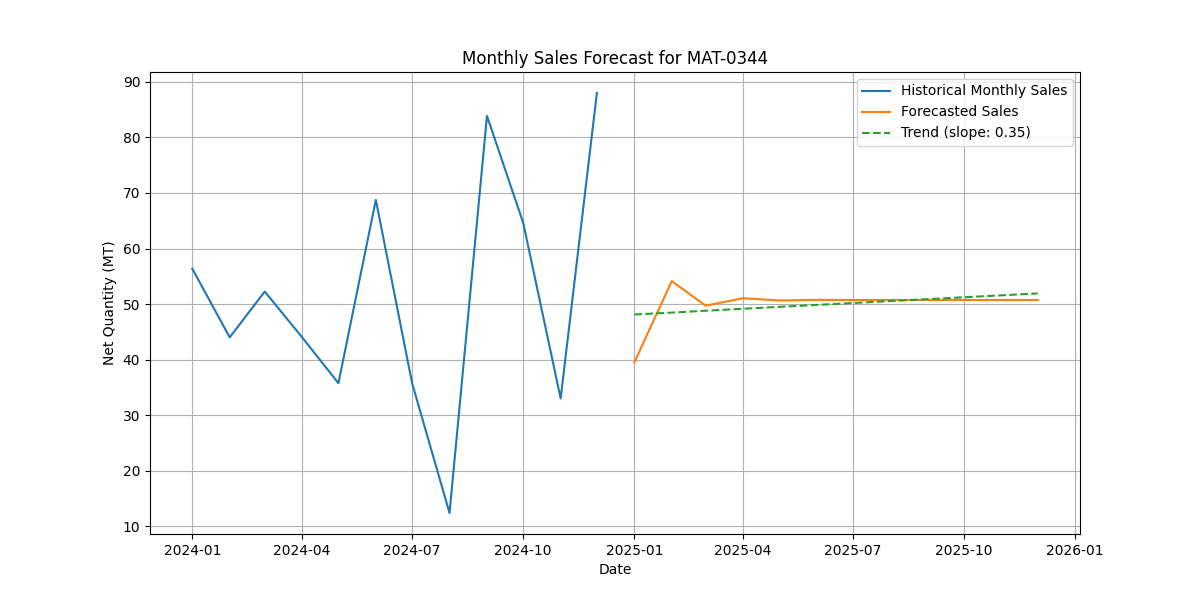 Monthly Sales Forecast for MAT-0344
Historical Monthly Sales
Forecasted Sales
Trend (slope: 0.35)
Net Quantity (MT)
90
80
70
60
50
40
30
20
10
2024-01 2024-04 2024-07 2024-10 2025-01 2025-04 2025-07 2025-10 2026-01
Date